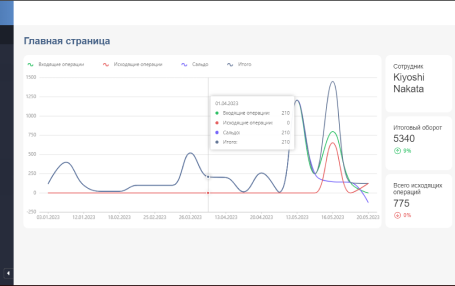 Главная страница
Входящие операции
Исходящие операции
Сальдо
Итого
Сотрудник
Kiyoshi
Nakata
1500
1250
1000
750
500
250
0
-250
01.04.2023
Входящие операции 210
Исходящие операции 0
Сальдо 210
Итого 210
Итоговый оборот
5340
0%
Всего исходящих
операций
775
0%
03.01.2023
12.01.2023
18.02.2023
25.02.2023
26.03.2023
13.04.2023
20.04.2023
13.05.2023
16.05.2023
20.05.2023